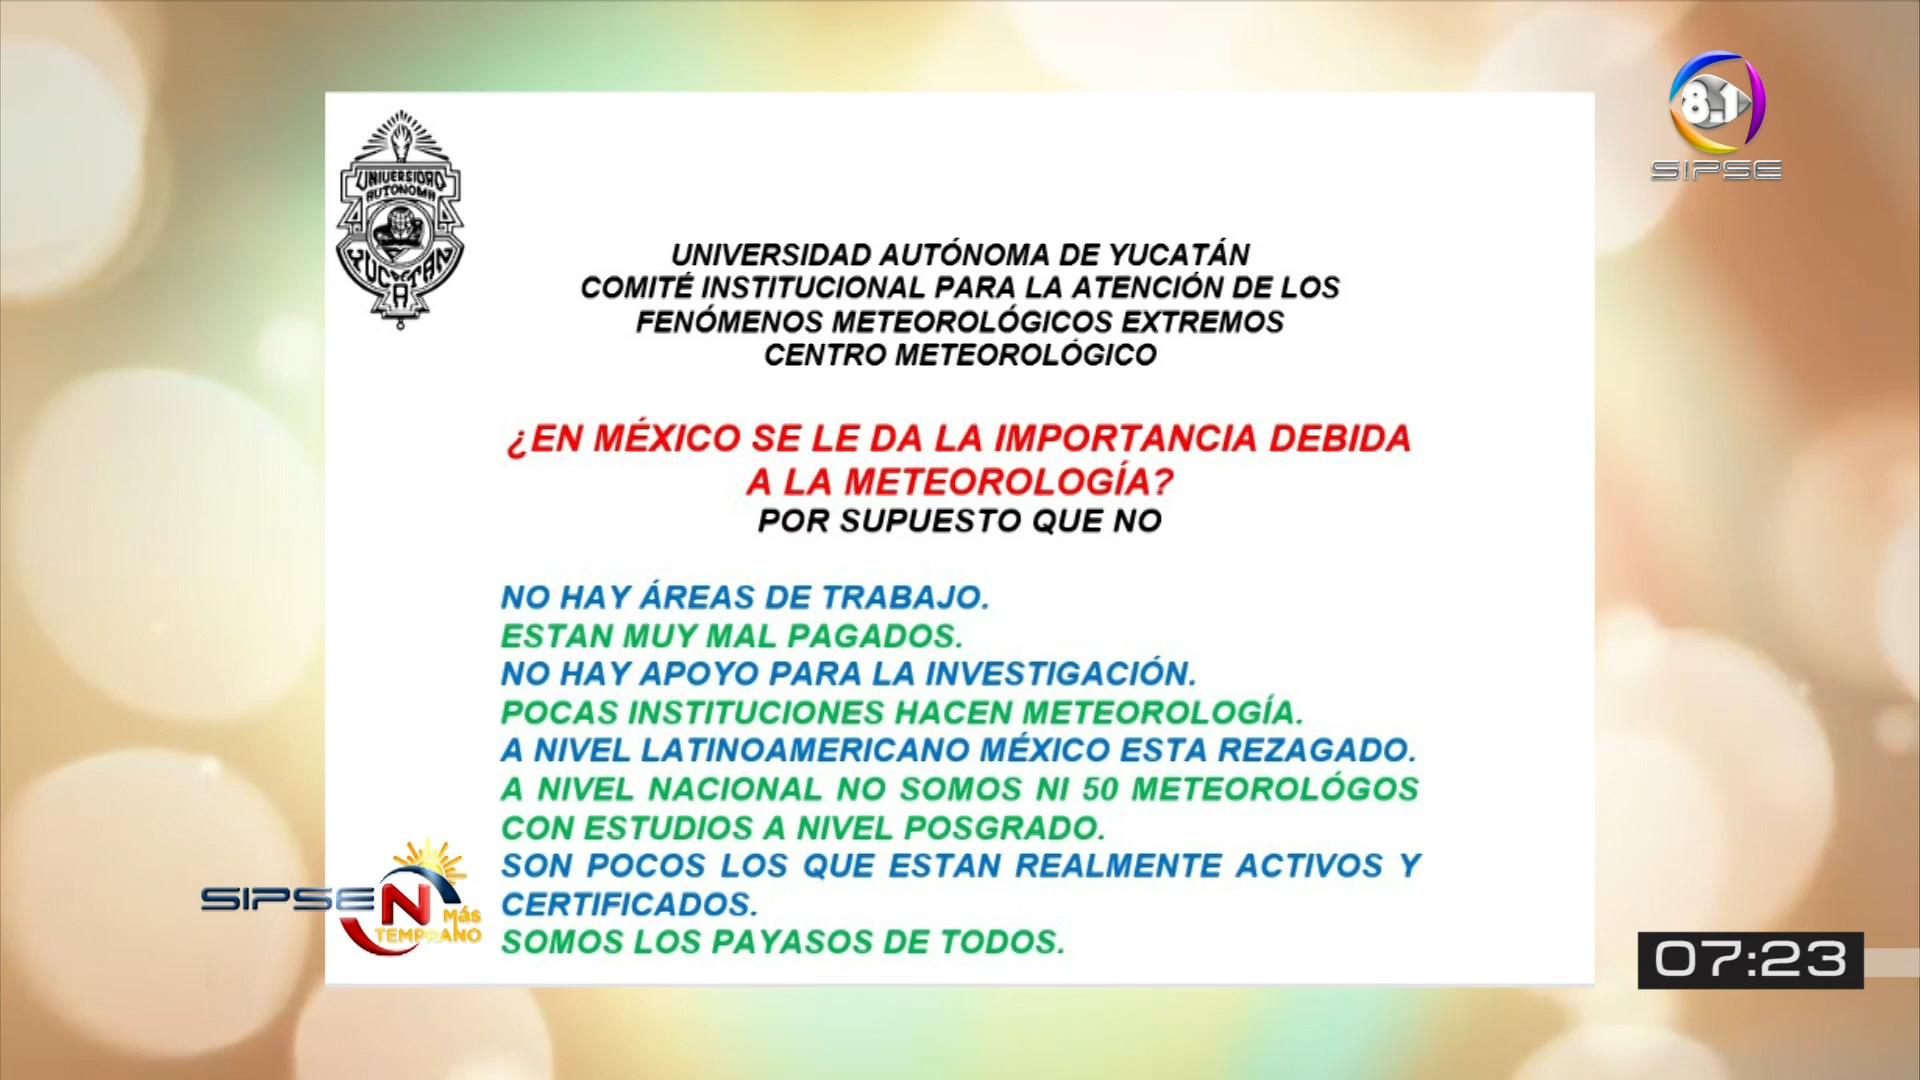 8.1
SIPSE
UNIVERSIDAD
AUTONOMA
YUCATAN
UNIVERSIDAD AUTÓNOMA DE YUCATÁN
COMITÉ INSTITUCIONAL PARA LA ATENCIÓN DE LOS
FENÓMENOS METEOROLÓGICOS EXTREMOS
CENTRO METEOROLÓGICO
¿EN MÉXICO SE LE DA LA IMPORTANCIA DEBIDA
A LA METEOROLOGÍA?
POR SUPUESTO QUE NO
NO HAY ÁREAS DE TRABAJO.
ESTAN MUY MAL PAGADOS.
NO HAY APOYO PARA LA INVESTIGACIÓN.
POCAS INSTITUCIONES HACEN METEOROLOGÍA.
A NIVEL LATINOAMERICANO MÉXICO ESTA REZAGADO.
A NIVEL NACIONAL NO SOMOS NI 50 METEOROLÓGOS
CON ESTUDIOS A NIVEL POSGRADO.
SON POCOS LOS QUE ESTAN REALMENTE ACTIVOS Y
CERTIFICADOS.
SOMOS LOS PAYASOS DE TODOS.
SIPSE N
Más
TEMPRANO
07:23